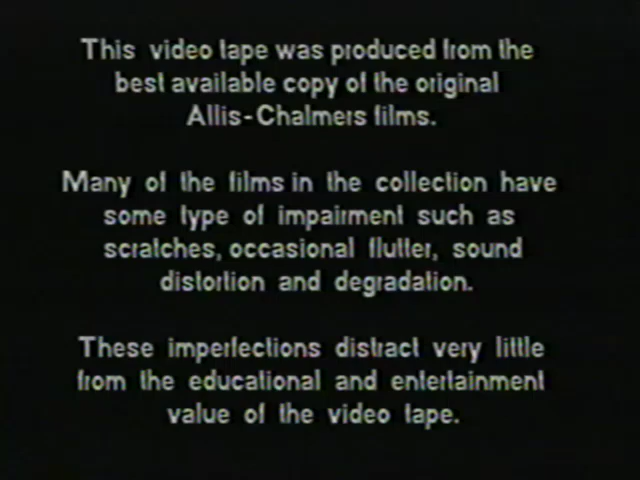 This video tape was produced from the
best available copy of the original
Allis-Chalmers films.
Many of the films in the collection have
some type of impairment such as
scratches, occasional flutter, sound
distortion and degradation.
These imperfections distract very little
from the educational and entertainment
value of the video tape.